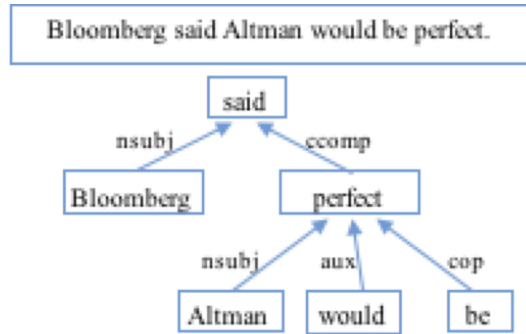 Bloomberg said Altman would be perfect.
said
nsubj ccomp
Bloomberg perfect
nsubj aux cop
Altman would be